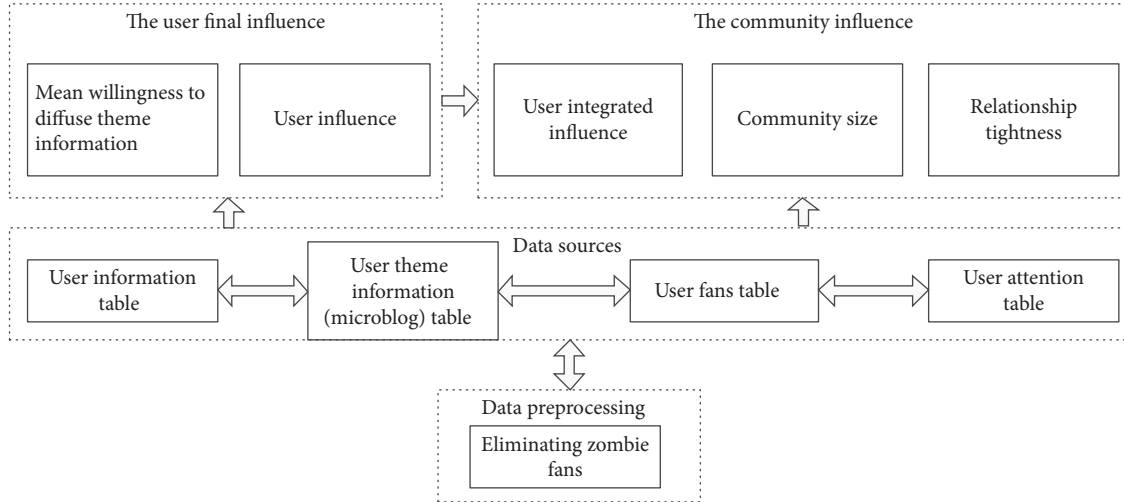 The user final influence
Mean willingness to
diffuse theme
information
User influence
The community influence
User integrated
influence
Community size
Relationship
tightness
Data sources
User information
table
User theme
information
(microblog) table
User fans table
User attention
table
Data preprocessing
Eliminating zombie
fans